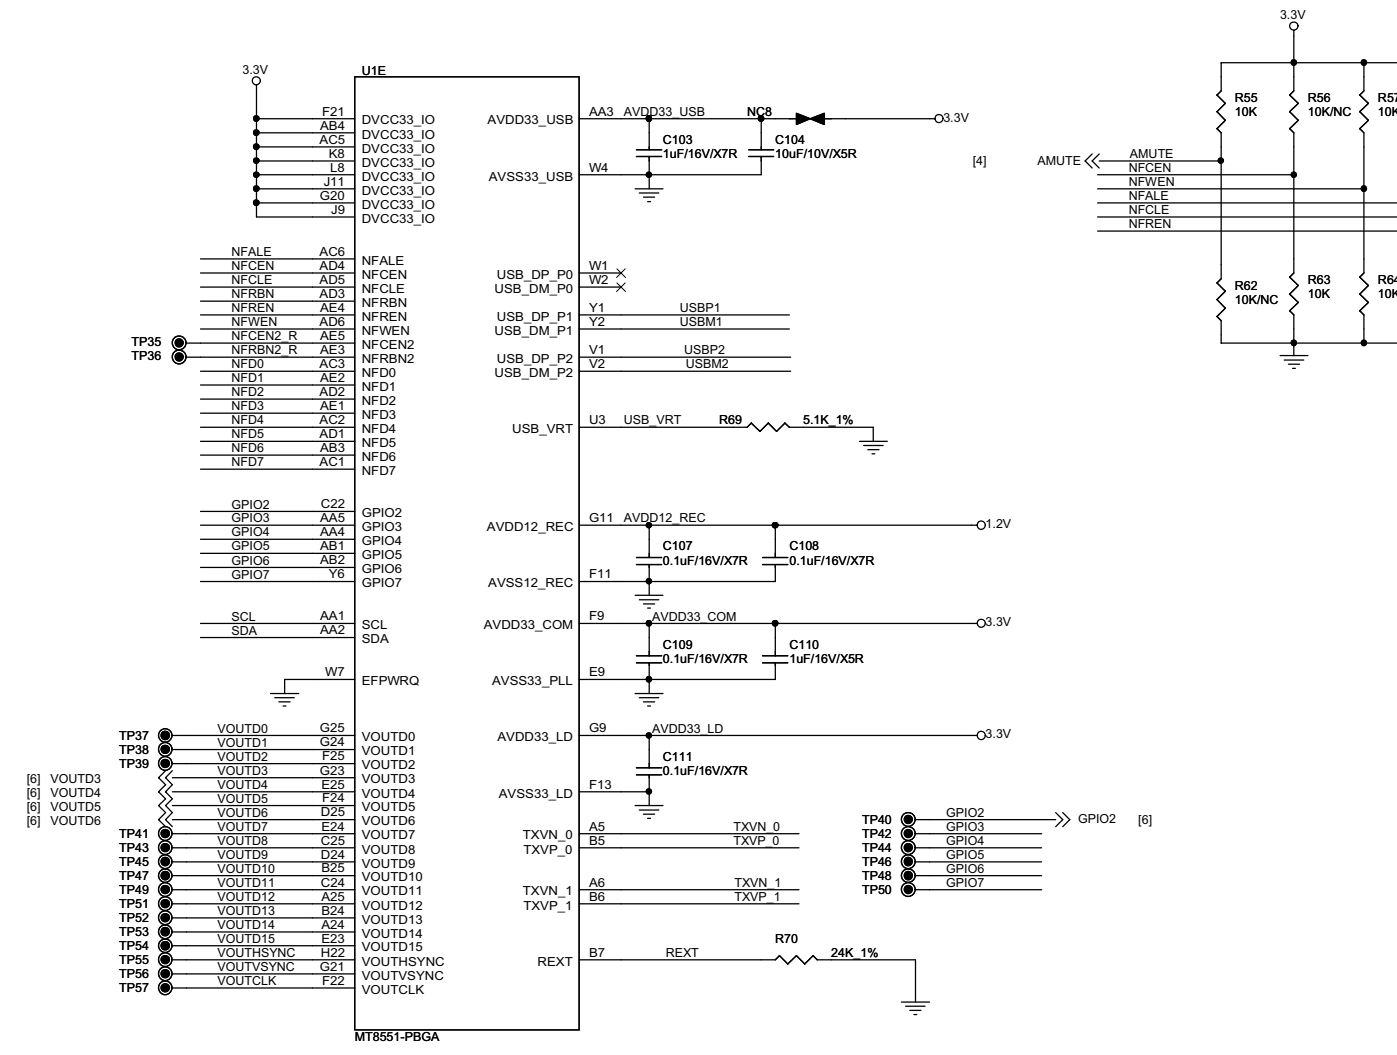 3.3V
U1E
F21 DVCC33_IO
AB4 DVCC33_IO
AC5 DVCC33_IO
K8 DVCC33_IO
L8 DVCC33_IO
J11 DVCC33_IO
G20 DVCC33_IO
J9 DVCC33_IO
NFALE AC6 NFALE
NFCEN AD4 NFCEN
NFCLE AD5 NFCLE
NFRBN AD3 NFRBN
NFREN AE4 NFREN
NFWEN AD6 NFWEN
TP35 NFCEN2_R AE5 NFCEN2
TP36 NFRBN2_R AE3 NFRBN2
NFD0 AC3 NFD0
NFD1 AE2 NFD1
NFD2 AD2 NFD2
NFD3 AE1 NFD3
NFD4 AC2 NFD4
NFD5 AD1 NFD5
NFD6 AB3 NFD6
NFD7 AC1 NFD7
GPIO2 C22 GPIO2
GPIO3 AA5 GPIO3
GPIO4 AA4 GPIO4
GPIO5 AB1 GPIO5
GPIO6 AB2 GPIO6
GPIO7 Y6 GPIO7
SCL AA1 SCL
SDA AA2 SDA
W7 EFPWRQ
TP37 VOUTD0 G25 VOUTD0
TP38 VOUTD1 G24 VOUTD1
TP39 VOUTD2 F25 VOUTD2
[6] VOUTD3 VOUTD3 G23 VOUTD3
[6] VOUTD4 VOUTD4 E25 VOUTD4
[6] VOUTD5 VOUTD5 F24 VOUTD5
[6] VOUTD6 VOUTD6 D25 VOUTD6
TP41 VOUTD7 E24 VOUTD7
TP43 VOUTD8 C25 VOUTD8
TP45 VOUTD9 D24 VOUTD9
TP47 VOUTD10 B25 VOUTD10
TP49 VOUTD11 C24 VOUTD11
TP51 VOUTD12 A25 VOUTD12
TP52 VOUTD13 B24 VOUTD13
TP53 VOUTD14 A24 VOUTD14
TP54 VOUTD15 E23 VOUTD15
TP55 VOUTHSYNC H22 VOUTHSYNC
TP56 VOUTVSYNC G21 VOUTVSYNC
TP57 VOUTCLK F22 VOUTCLK
MT8551-PBGA
AVDD33_USB AA3 AVDD33_USB NC8 3.3V
C103
1uF/16V/X7R
C104
10uF/10V/X5R
AVSS33_USB W4
USB_DP_P0 W1
USB_DM_P0 W2
USB_DP_P1 Y1 USBP1
USB_DM_P1 Y2 USBM1
USB_DP_P2 V1 USBP2
USB_DM_P2 V2 USBM2
USB_VRT U3 USB_VRT R69 5.1K_1%
AVDD12_REC G11 AVDD12_REC 1.2V
C107
0.1uF/16V/X7R
C108
0.1uF/16V/X7R
AVSS12_REC F11
AVDD33_COM F9 AVDD33_COM 3.3V
C109
0.1uF/16V/X7R
C110
1uF/16V/X5R
AVSS33_PLL E9
AVDD33_LD G9 AVDD33_LD 3.3V
C111
0.1uF/16V/X7R
AVSS33_LD F13
TXVN_0 A5 TXVN_0
TXVP_0 B5 TXVP_0
TXVN_1 A6 TXVN_1
TXVP_1 B6 TXVP_1
REXT B7 REXT R70 24K_1%
TP40 GPIO2 GPIO2 [6]
TP42 GPIO3
TP44 GPIO4
TP46 GPIO5
TP48 GPIO6
TP50 GPIO7
3.3V
R55
10K
R56
10K/NC
R57
10K
[4] AMUTE AMUTE
NFCEN
NFWEN
NFALE
NFCLE
NFREN
R62
10K/NC
R63
10K
R64
10K